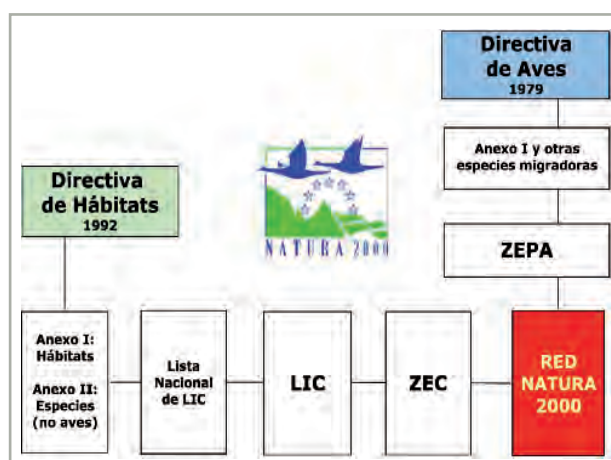 Directiva
de Aves
1979
Anexo I y otras
especies migradoras
ZEPA
Directiva
de Hábitats
1992
NATURA 2000
Anexo I:
Hábitats
Anexo II:
Especies
(no aves)
Lista
Nacional
de LIC
LIC
ZEC
RED
NATURA
2000